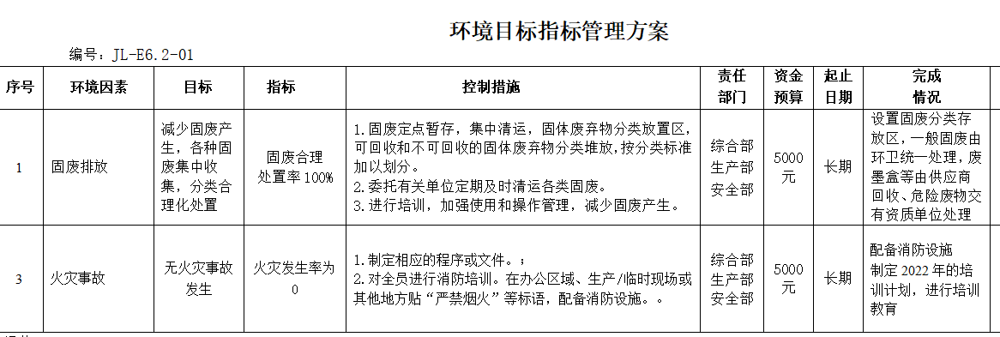 环境目标指标管理方案
编号：JL-E6.2-01
序号
环境因素
目标
指标
控制措施
责任
部门
资金
预算
起止
日期
完成
情况
1
固废排放
减少固废产
生，各种固
废集中收
集，分类合
理化处置
固废合理
处置率 100%
1.固废定点暂存，集中清运，固体废弃物分类放置区，
可回收和不可回收的固体废弃物分类堆放,按分类标准
加以划分。
2.委托有关单位定期及时清运各类固废。
3.进行培训，加强使用和操作管理，减少固废产生。
综合部
生产部
安全部
5000
元
长期
设置固废分类存
放区，一般固废由
环卫统一处理，废
墨盒等由供应商
回收、危险废物交
有资质单位处理
3
火灾事故
无火灾事故
发生
火灾发生率为
0
1.制定相应的程序或文件。；
2.对全员进行消防培训。在办公区域、生产/临时现场或
其他地方贴“严禁烟火”等标语，配备消防设施。。
综合部
生产部
安全部
5000
元
长期
配备消防设施
制定 2022 年的培
训计划，进行培训
教育